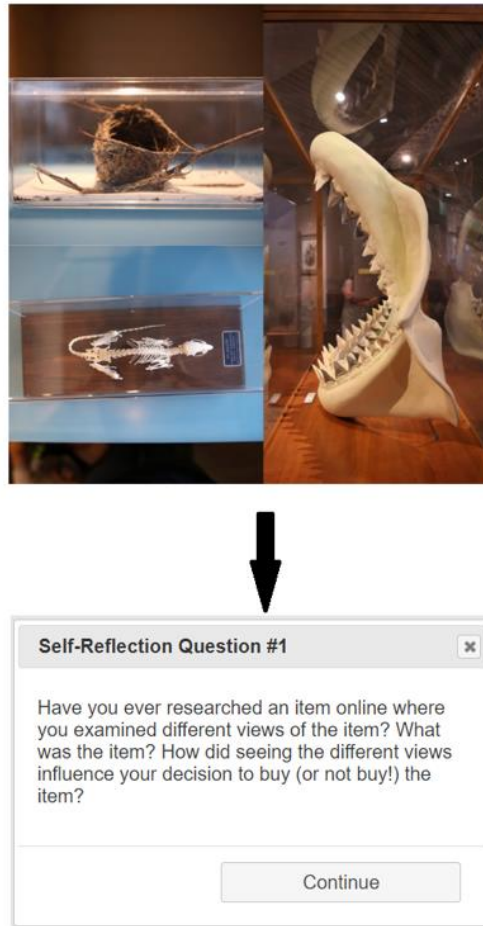 Self-Reflection Question #1
Have you ever researched an item online where
you examined different views of the item? What
was the item? How did seeing the different views
influence your decision to buy (or not buy!) the
item?
Continue